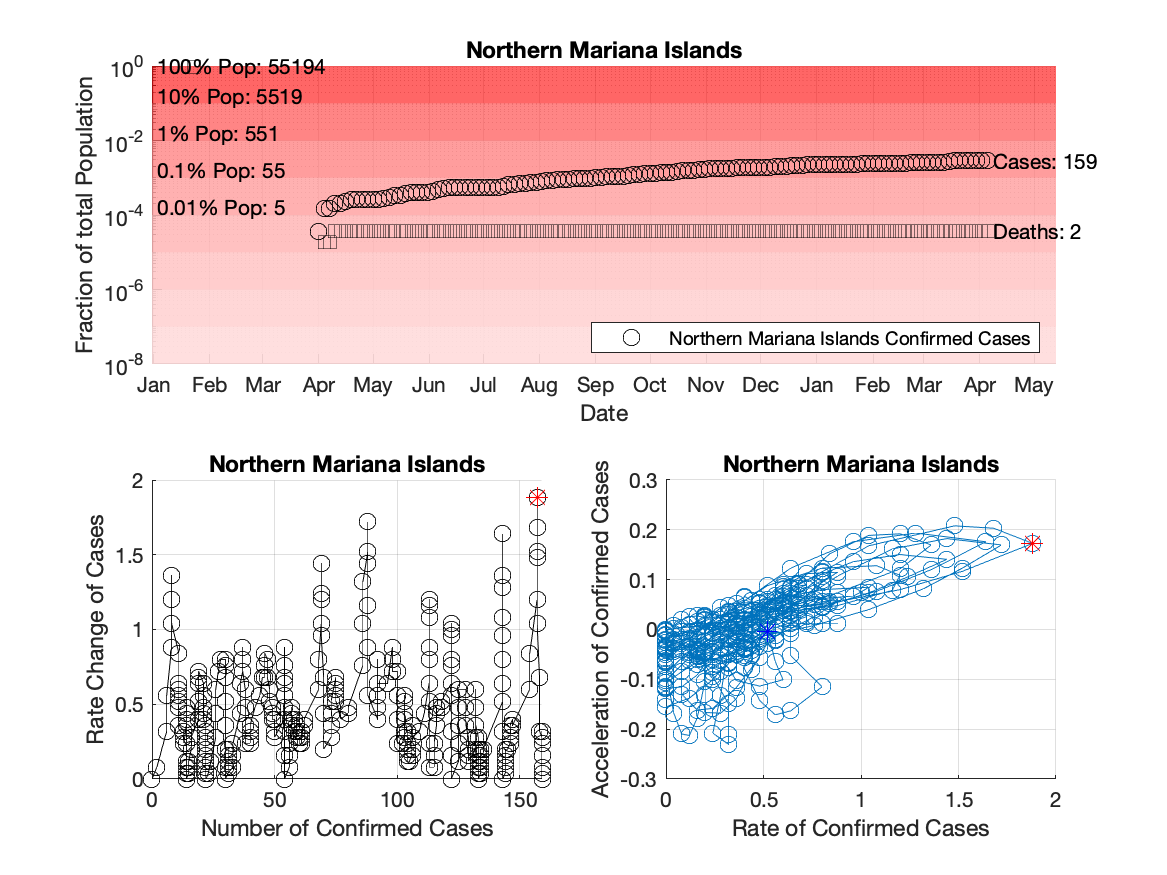 Northern Mariana Islands
Fraction of total Population
10^0
10^-2
10^-4
10^-6
10^-8
100% Pop: 55194
10% Pop: 5519
1% Pop: 551
0.1% Pop: 55
0.01% Pop: 5
Cases: 159
Deaths: 2
Northern Mariana Islands Confirmed Cases
Jan Feb Mar Apr May Jun Jul Aug Sep Oct Nov Dec Jan Feb Mar Apr May
Date
Northern Mariana Islands
Rate Change of Cases
2
1.5
1
0.5
0
0 50 100 150
Number of Confirmed Cases
Northern Mariana Islands
Acceleration of Confirmed Cases
0.3
0.2
0.1
0
-0.1
-0.2
-0.3
0 0.5 1 1.5 2
Rate of Confirmed Cases